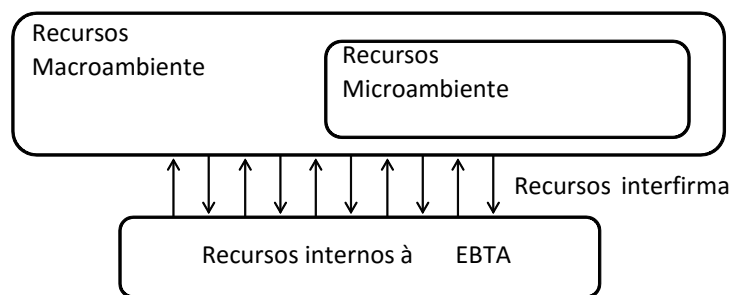 Recursos
Macroambiente
Recursos
Microambiente
Recursos interfirma
Recursos internos à EBTA